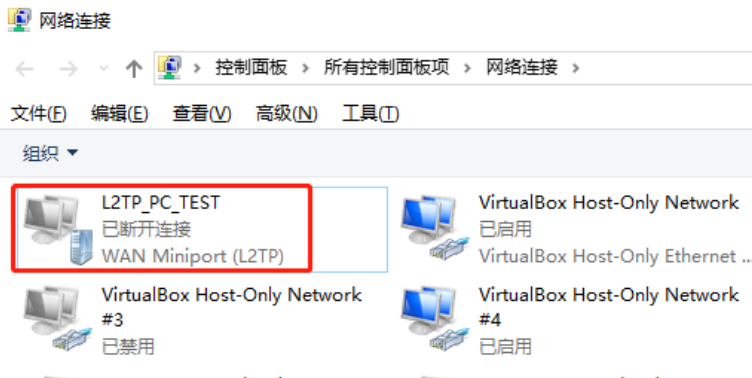 网络连接
控制面板 > 所有控制面板项 > 网络连接 >
文件(F) 编辑(E) 查看(V) 高级(N) 工具(T)
组织
L2TP_PC_TEST
已断开连接
WAN Miniport (L2TP)
VirtualBox Host-Only Network
已启用
VirtualBox Host-Only Ethernet ...
VirtualBox Host-Only Network
#3
已禁用
VirtualBox Host-Only Network
#4
已启用